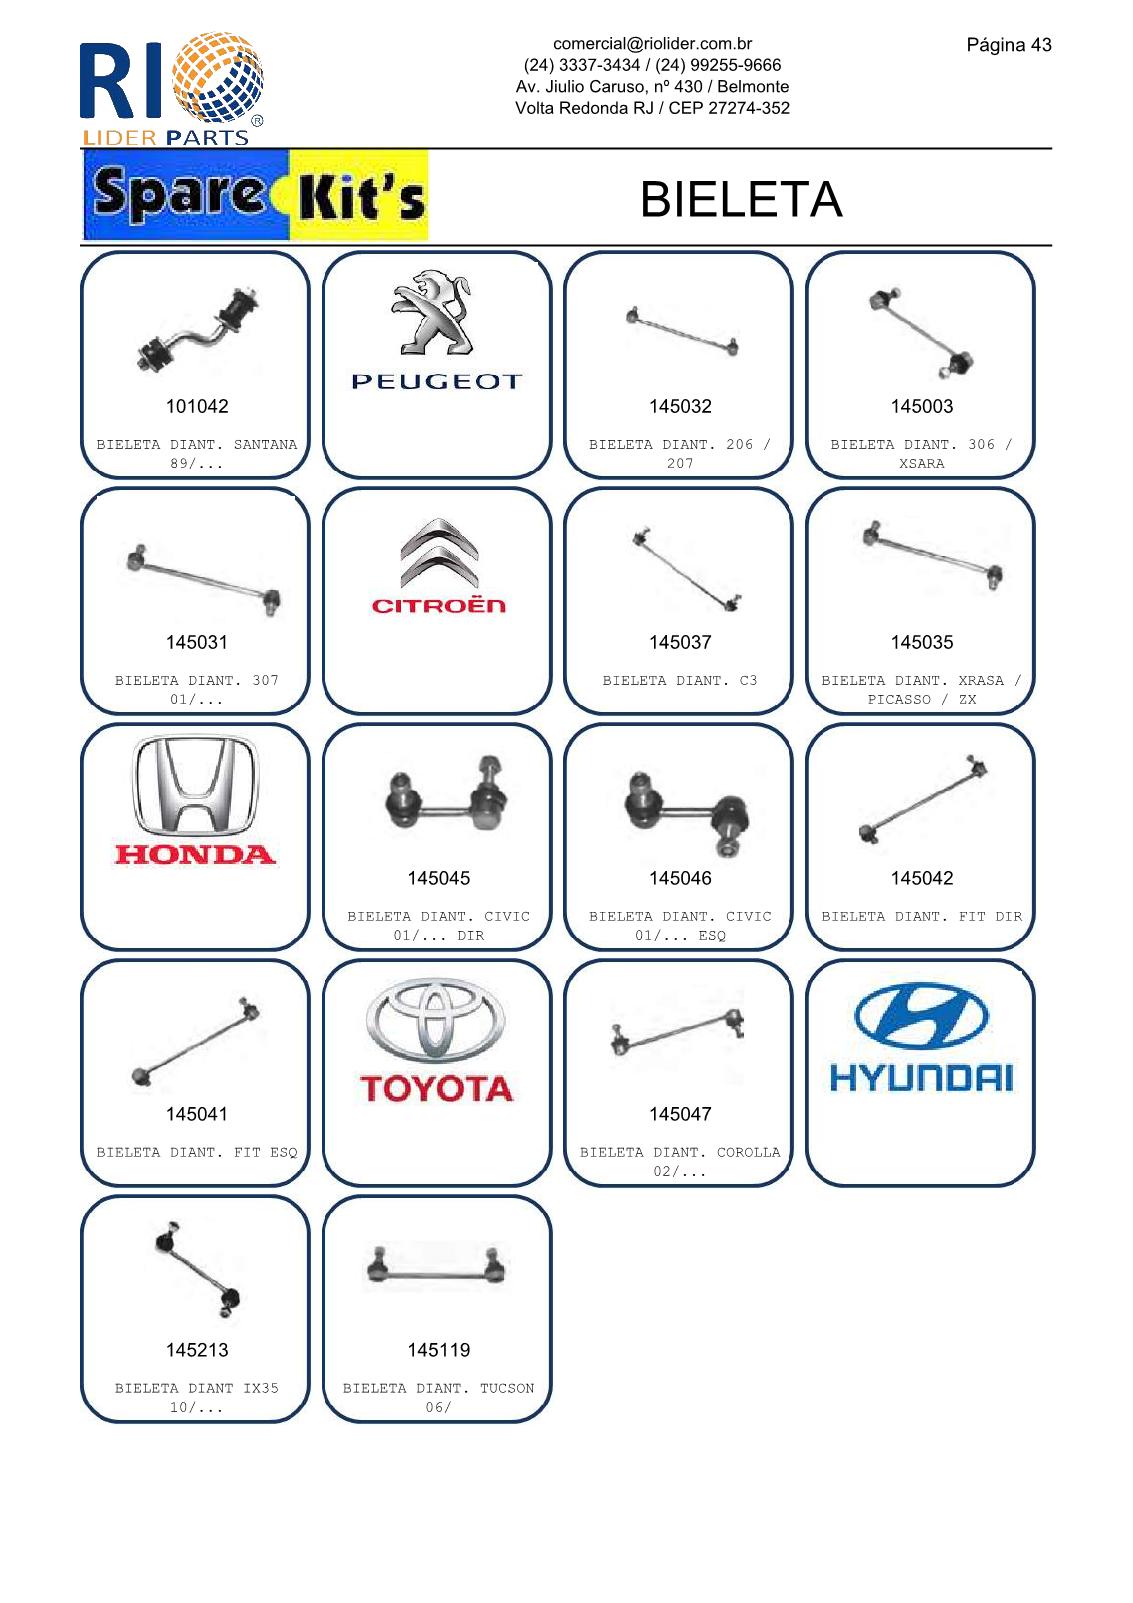 RIO
LIDER PARTS
®
comercial@riolider.com.br
(24) 3337-3434 / (24) 99255-9666
Av. Jiulio Caruso, nº 430 / Belmonte
Volta Redonda RJ / CEP 27274-352
Página 43
Spare Kit's
BIELETA
101042
BIELETA DIANT. SANTANA
89/...
PEUGEOT
145032
BIELETA DIANT. 206 /
207
145003
BIELETA DIANT. 306 /
XSARA
145031
BIELETA DIANT. 307
01/...
CITROËN
145037
BIELETA DIANT. C3
145035
BIELETA DIANT. XRASA /
PICASSO / ZX
HONDA
145045
BIELETA DIANT. CIVIC
01/... DIR
145046
BIELETA DIANT. CIVIC
01/... ESQ
145042
BIELETA DIANT. FIT DIR
145041
BIELETA DIANT. FIT ESQ
TOYOTA
145047
BIELETA DIANT. COROLLA
02/...
HYUNDAI
145213
BIELETA DIANT IX35
10/...
145119
BIELETA DIANT. TUCSON
06/